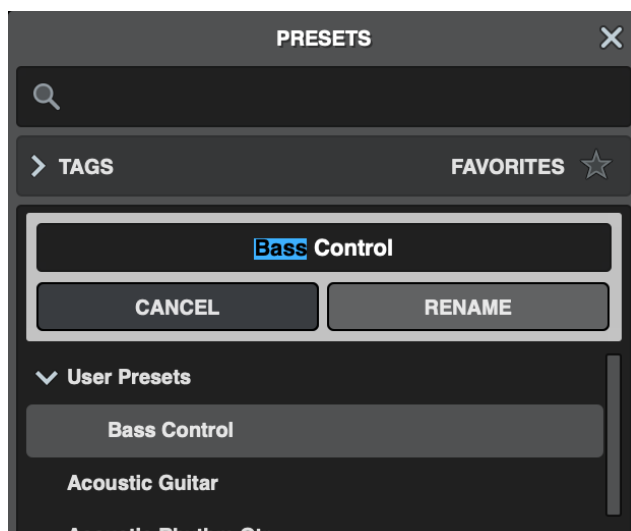 PRESETS
TAGS FAVORITES
Bass Control
CANCEL RENAME
User Presets
Bass Control
Acoustic Guitar